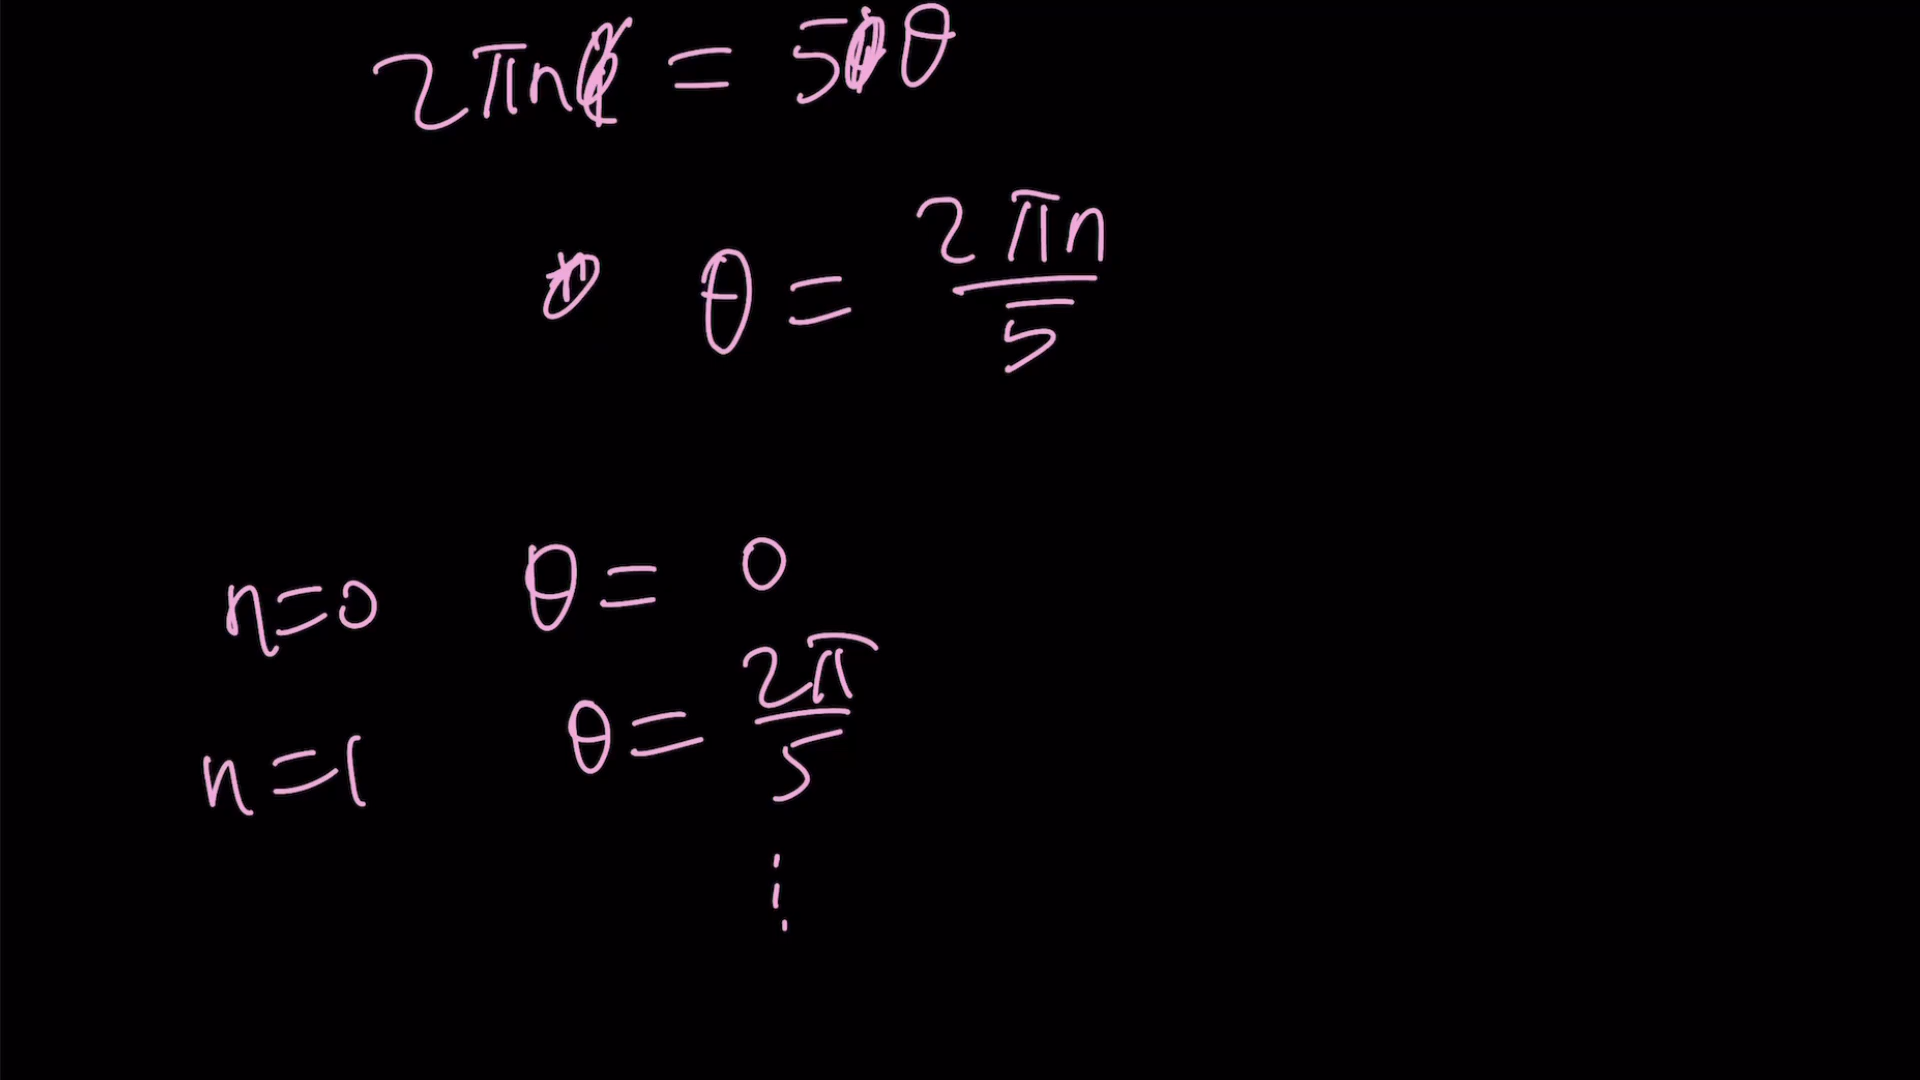 2πn = 5θ
θ = 2πn/5
n=0 θ = 0
n=1 θ = 2π/5
⋮